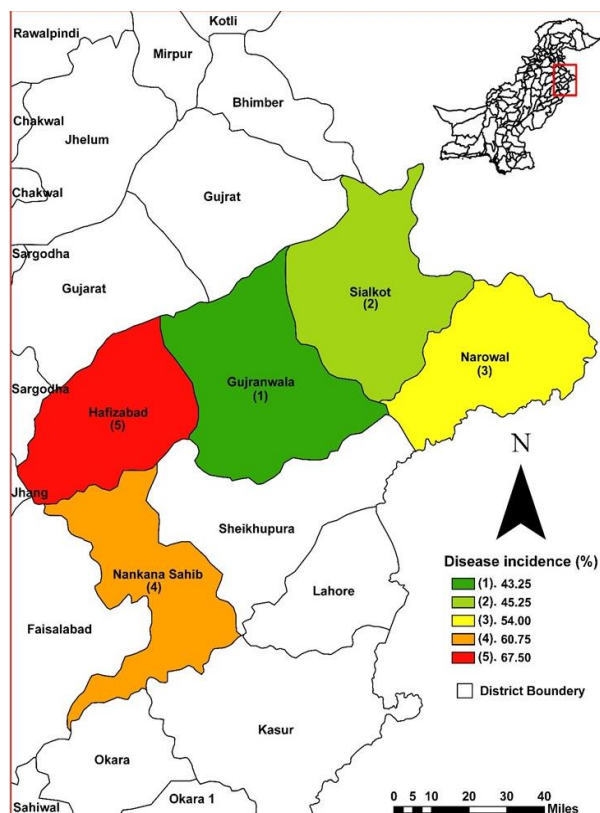 Kotli
Rawalpindi
Mirpur
Bhimber
Chakwal
Jhelum
Chakwal
Gujrat
Sargodha
Gujarat
Sialkot
(2)
Narowal
(3)
Gujranwala
(1)
Sargodha
Hafizabad
(5)
N
Jhang
Sheikhupura
Nankana Sahib
(4)
Lahore
Faisalabad
Disease incidence (%)
(1). 43.25
(2). 45.25
(3). 54.00
(4). 60.75
(5). 67.50
District Boundary
Kasur
Okara
Okara 1
Sahiwal
0 5 10 20 30 40
Miles